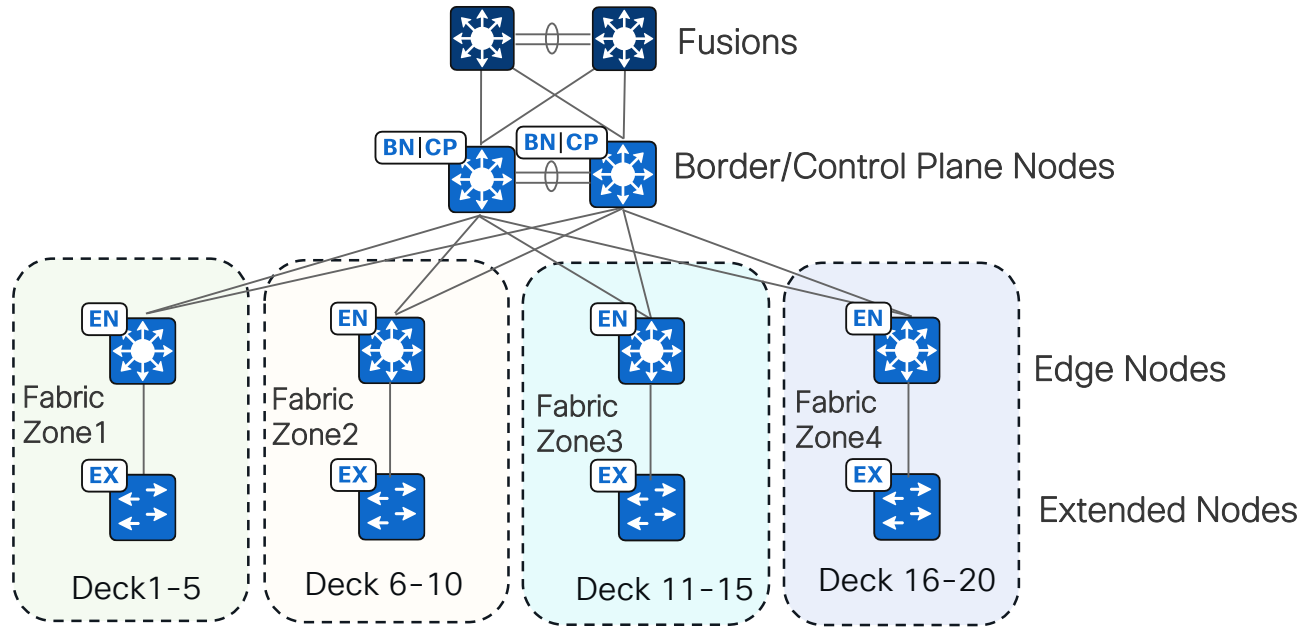 Fusions
BN|CP
BN|CP
Border/Control Plane Nodes
EN
EN
EN
EN
Edge Nodes
Fabric
Zone1
Fabric
Zone2
Fabric
Zone3
Fabric
Zone4
EX
EX
EX
EX
Extended Nodes
Deck1-5
Deck 6-10
Deck 11-15
Deck 16-20